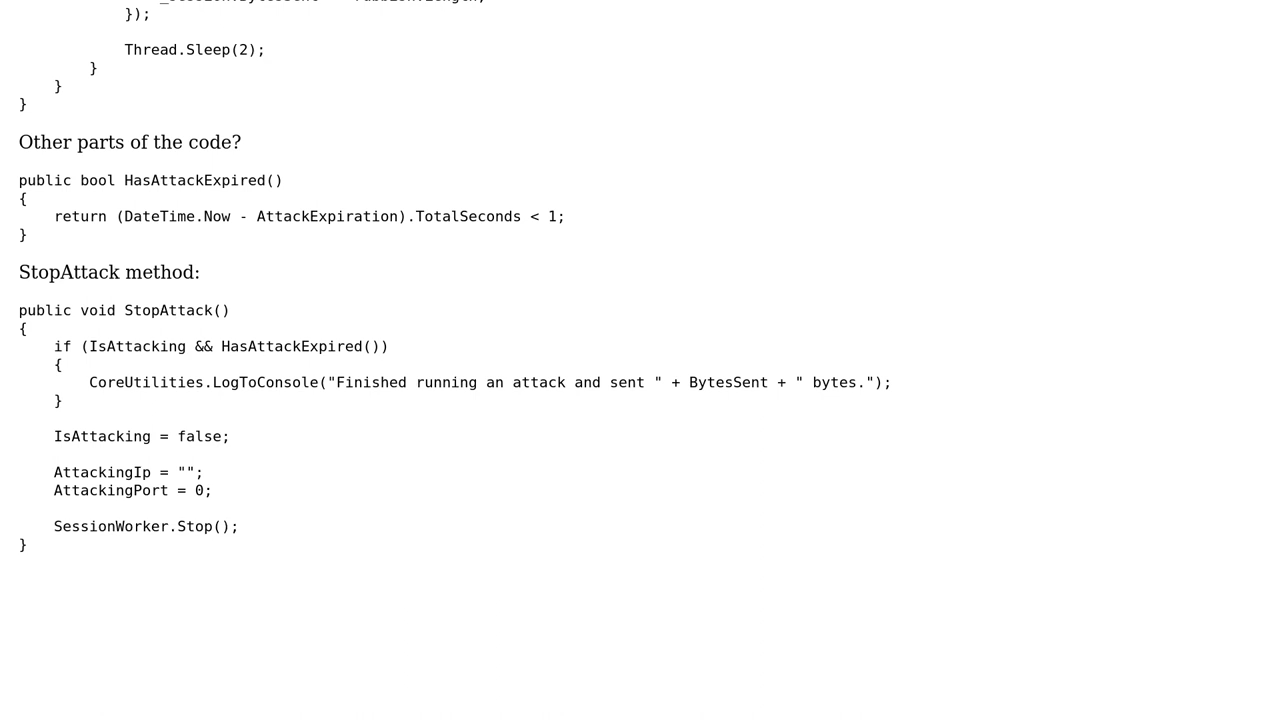 });
Thread.Sleep(2);
}
}
}
Other parts of the code?
public bool HasAttackExpired()
{
return (DateTime.Now - AttackExpiration).TotalSeconds < 1;
}
StopAttack method:
public void StopAttack()
{
if (IsAttacking && HasAttackExpired())
{
CoreUtilities.LogToConsole("Finished running an attack and sent " + BytesSent + " bytes.");
}
IsAttacking = false;
AttackingIp = "";
AttackingPort = 0;
SessionWorker.Stop();
}